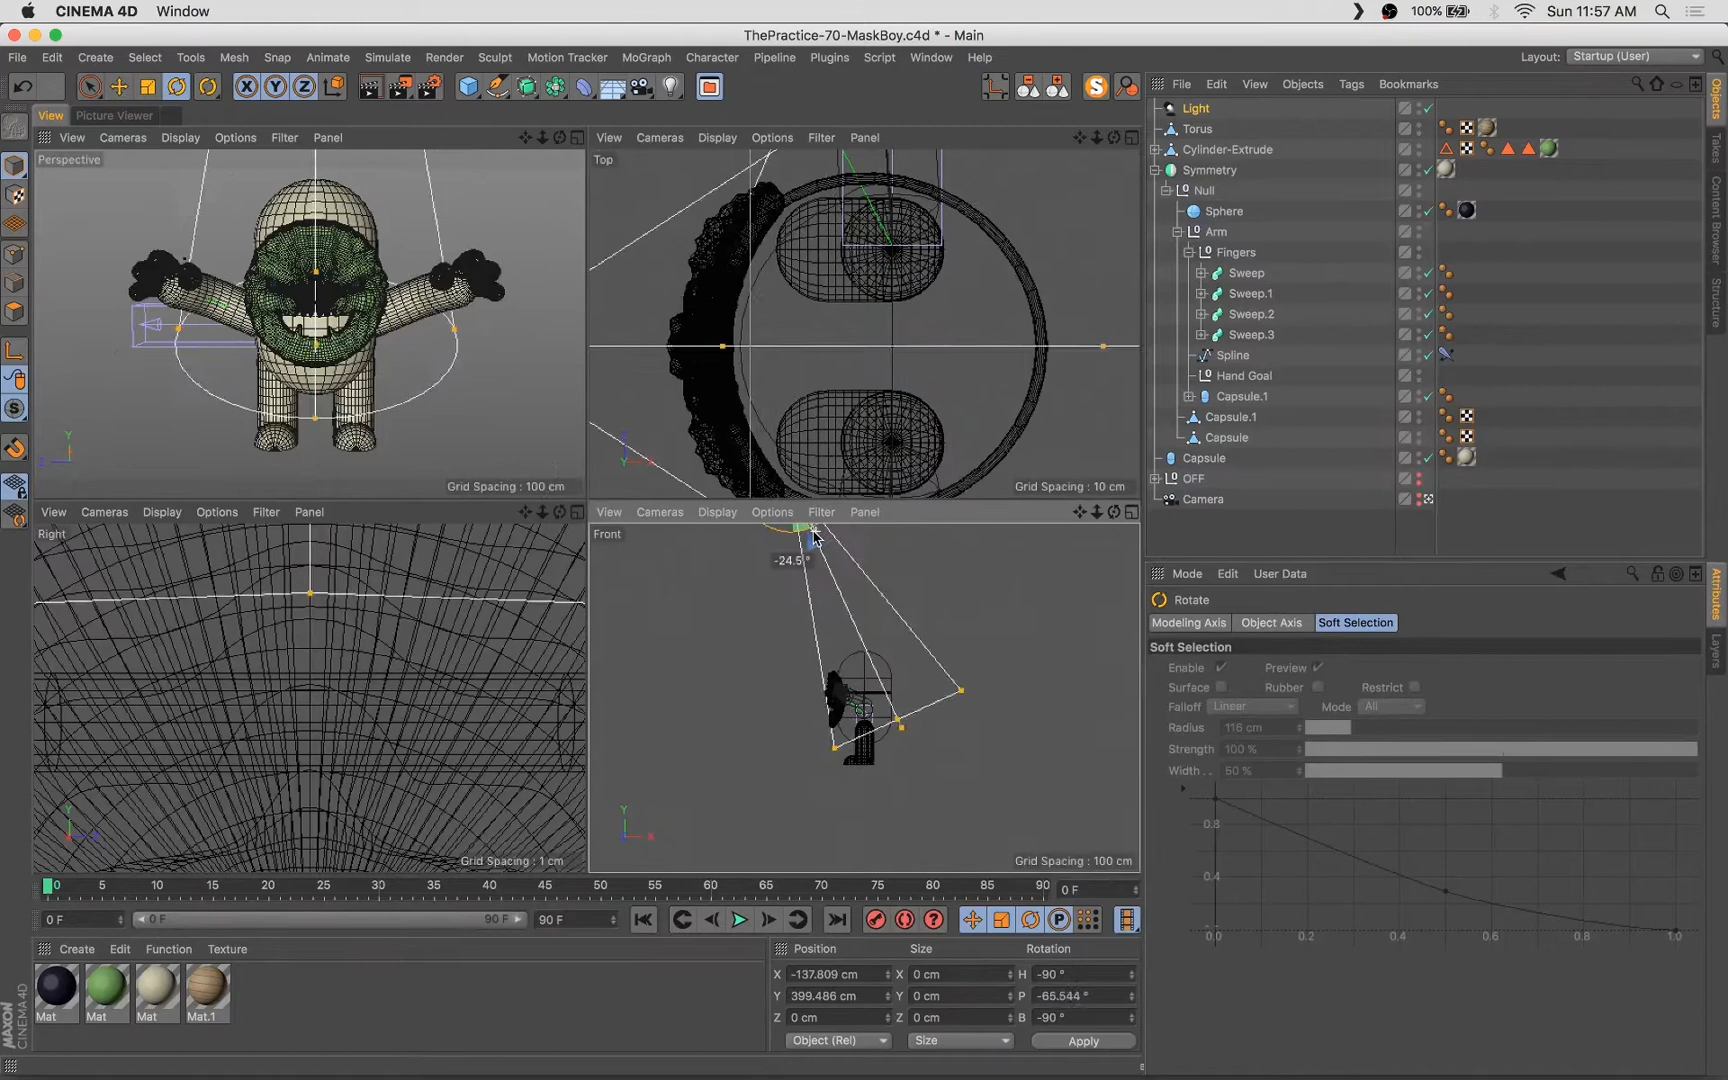 CINEMA 4D Window 100% Sun 11:57 AM
ThePractice-70-MaskBoy.c4d * - Main
File Edit Create Select Tools Mesh Snap Animate Simulate Render Sculpt Motion Tracker MoGraph Character Pipeline Plugins Script Window Help Layout: Startup (User)
X Y Z
File Edit View Objects Tags Bookmarks
View Picture Viewer
View Cameras Display Options Filter Panel
View Cameras Display Options Filter Panel
Perspective
Top
Grid Spacing : 100 cm
Grid Spacing : 10 cm
View Cameras Display Options Filter Panel
View Cameras Display Options Filter Panel
Right
Front
-24.5 °
Grid Spacing : 1 cm
Grid Spacing : 100 cm
Light
Torus
Cylinder-Extrude
Symmetry
Null
Sphere
Arm
Fingers
Sweep
Sweep.1
Sweep.2
Sweep.3
Spline
Hand Goal
Capsule.1
Capsule.1
Capsule
Capsule
OFF
Camera
Objects
Takes
Content Browser
Structure
Mode Edit User Data
Rotate
Modeling Axis Object Axis Soft Selection
Soft Selection
Enable Preview
Surface Rubber Restrict
Falloff Linear Mode All
Radius 116 cm
Strength 100 %
Width . . 50 %
0.8
0.4
0.0 0.2 0.4 0.6 0.8 1.0
Attributes
Layers
0 5 10 15 20 25 30 35 40 45 50 55 60 65 70 75 80 85 90 0 F
0 F 0 F 90 F 90 F
Create Edit Function Texture
Mat Mat Mat Mat.1
Position Size Rotation
X -137.809 cm X 0 cm H -90 °
Y 399.486 cm Y 0 cm P -65.544 °
Z 0 cm Z 0 cm B -90 °
Object (Rel) Size Apply
MAXON
CINEMA 4D